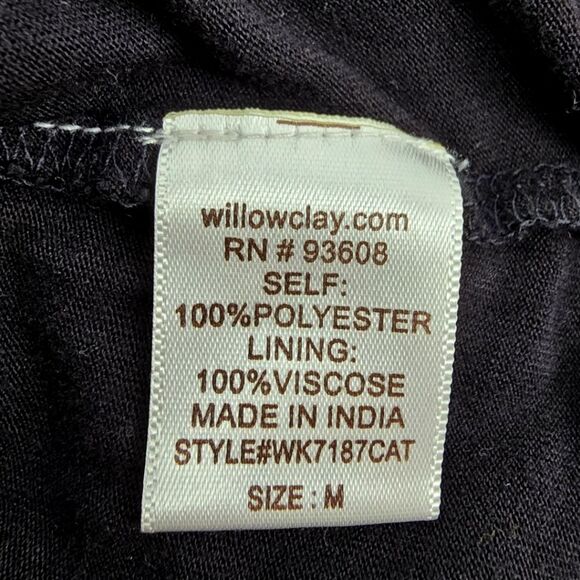 willowclay.com
RN # 93608
SELF:
100%POLYESTER
LINING:
100%VISCOSE
MADE IN INDIA
STYLE#WK7187CAT
SIZE : M